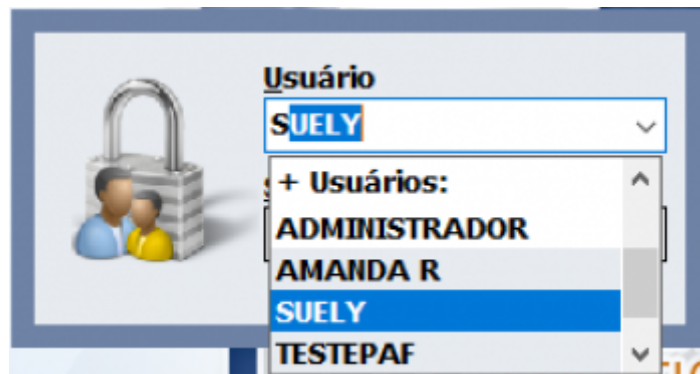 Usuário
SUELY
+ Usuários:
ADMINISTRADOR
AMANDA R
SUELY
TESTEPAF